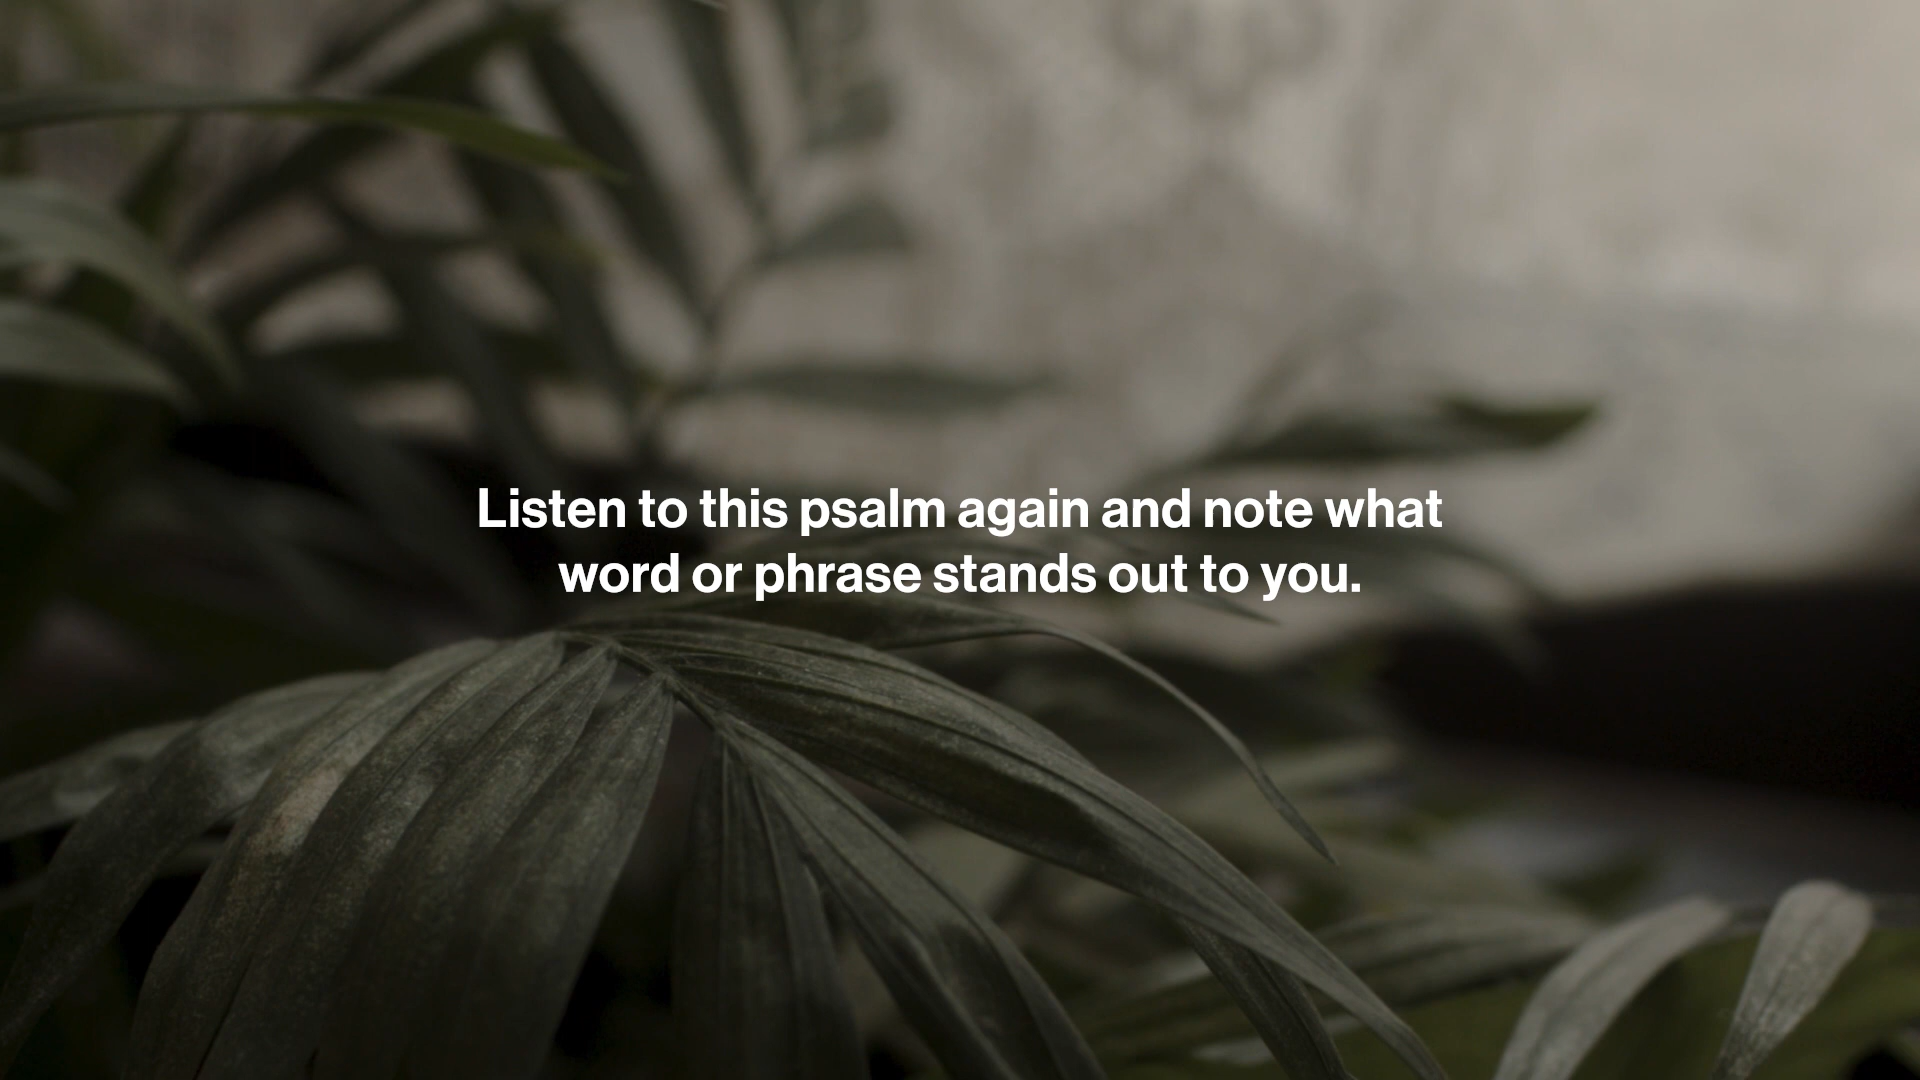 Listen to this psalm again and note what
word or phrase stands out to you.